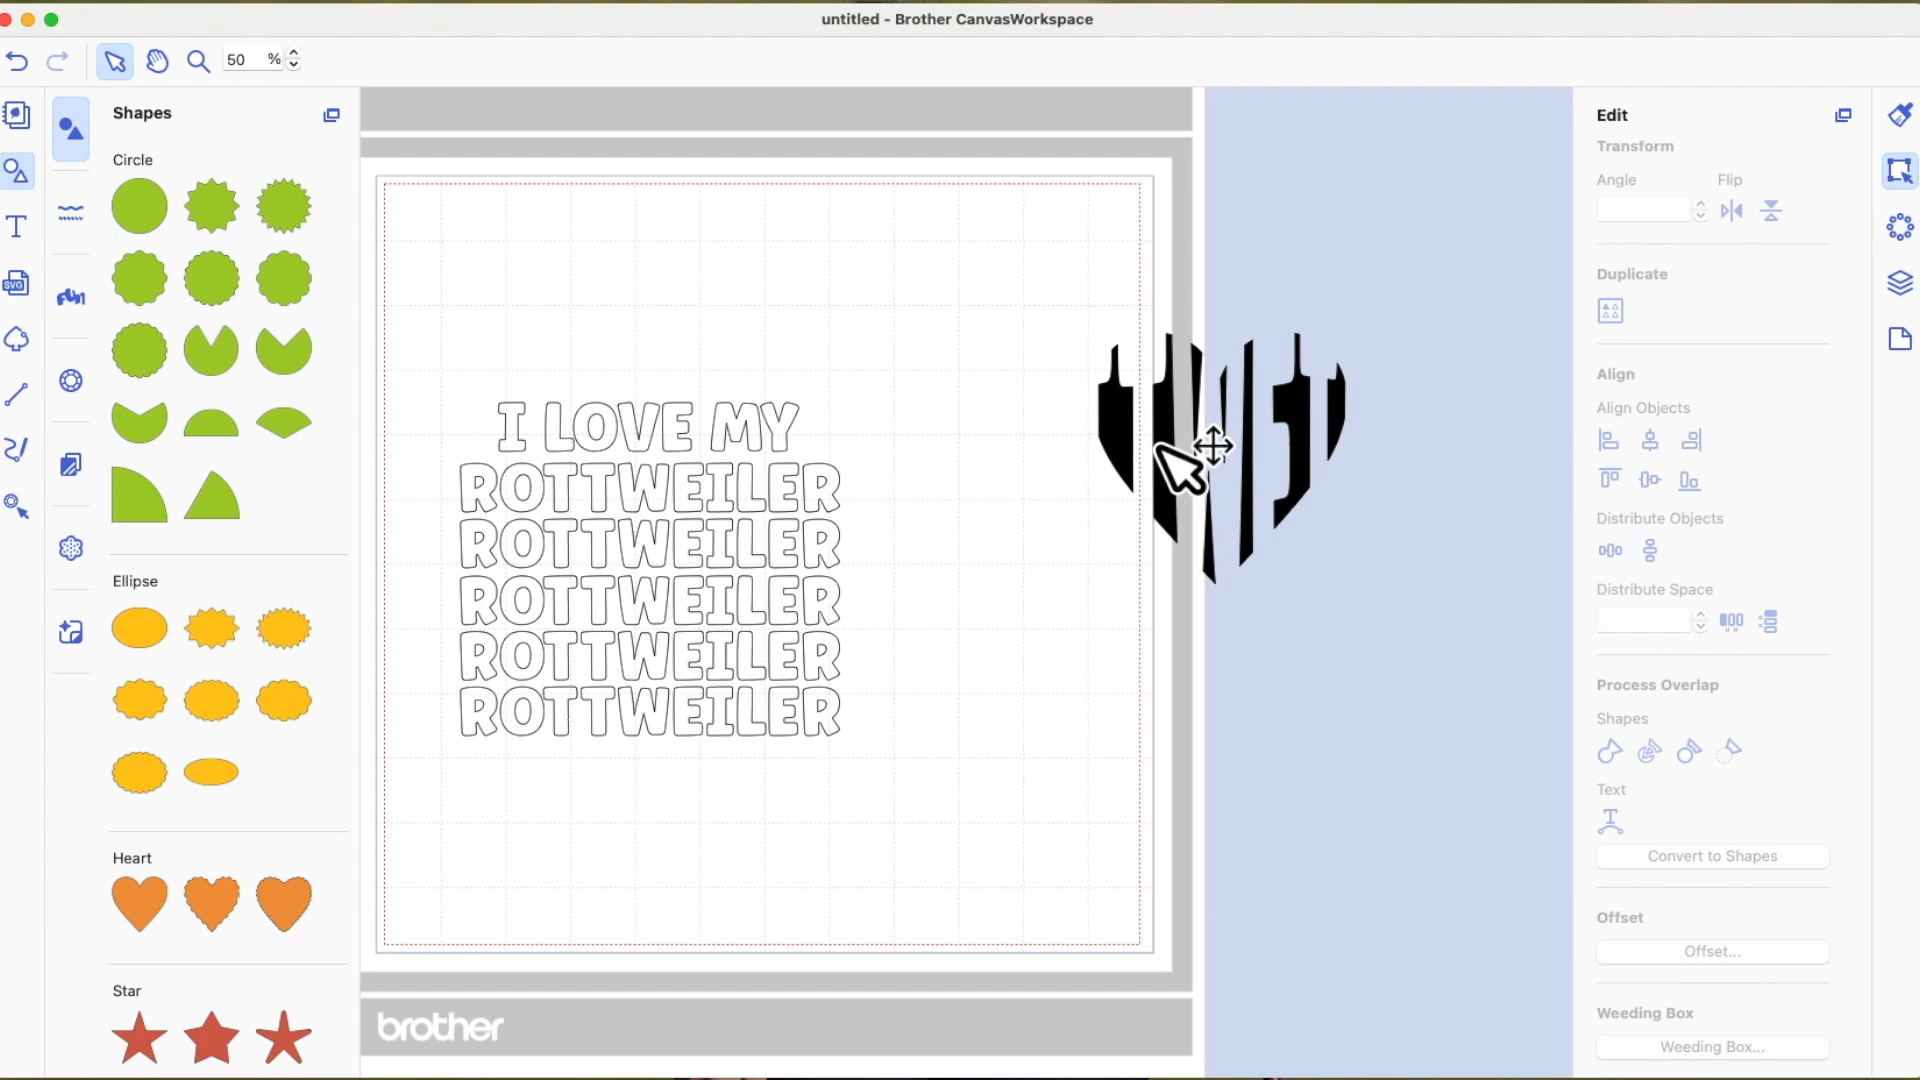 untitled - Brother CanvasWorkspace
50 %
Shapes
Circle
Ellipse
Heart
Star
T
SVG
FUN
I LOVE MY
ROTTWEILER
ROTTWEILER
ROTTWEILER
ROTTWEILER
ROTTWEILER
brother
Edit
Transform
Angle
Flip
Duplicate
Align
Align Objects
Distribute Objects
Distribute Space
Process Overlap
Shapes
Text
Convert to Shapes
Offset
Offset...
Weeding Box
Weeding Box...